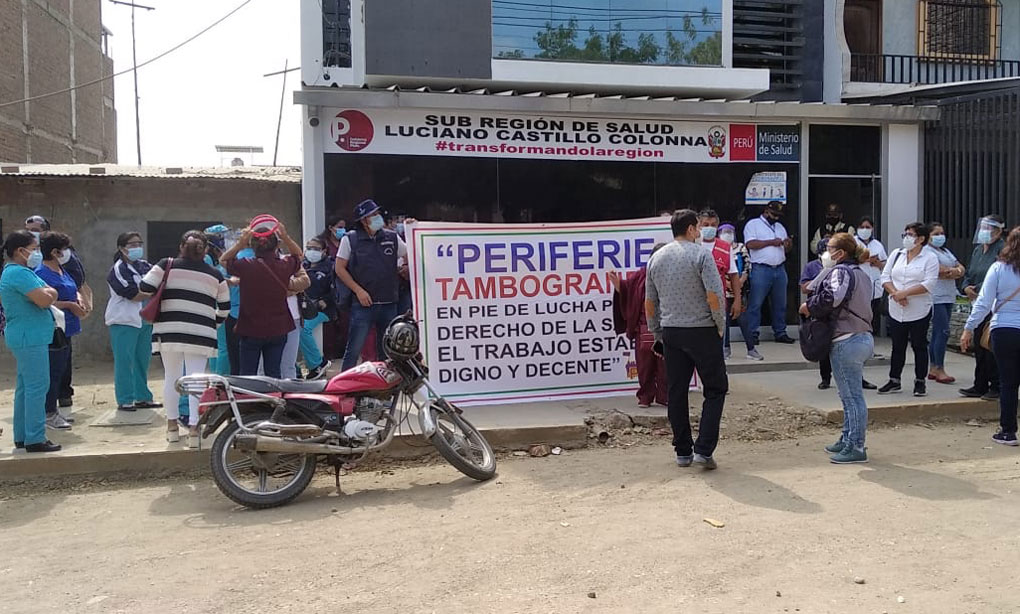 SUB REGIÓN DE SALUD
LUCIANO CASTILLO COLONNA
#transformandolaregion
PERÚ
Ministerio
de Salud
P
"PERIFERIE
TAMBOGRAN
EN PIE DE LUCHA P
DERECHO DE LA S
EL TRABAJO ESTA
DIGNO Y DECENTE"